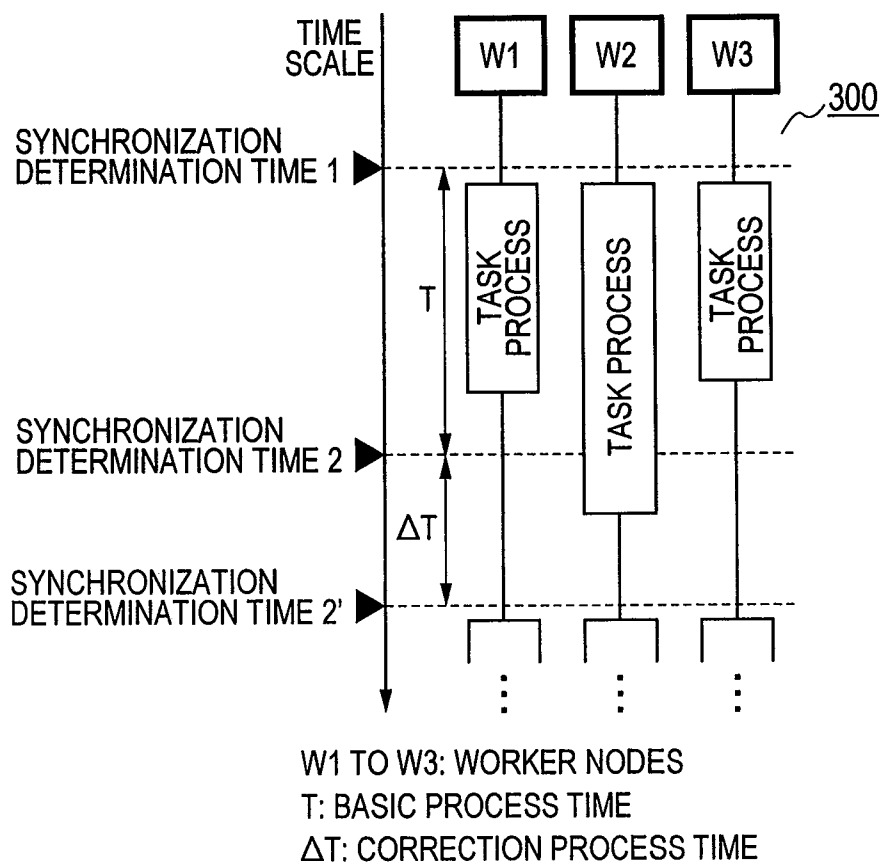 TIME
SCALE
W1
W2
W3
300
SYNCHRONIZATION
DETERMINATION TIME 1
TASK
PROCESS
TASK PROCESS
TASK
PROCESS
T
SYNCHRONIZATION
DETERMINATION TIME 2
ΔT
SYNCHRONIZATION
DETERMINATION TIME 2'
W1 TO W3: WORKER NODES
T: BASIC PROCESS TIME
ΔT: CORRECTION PROCESS TIME